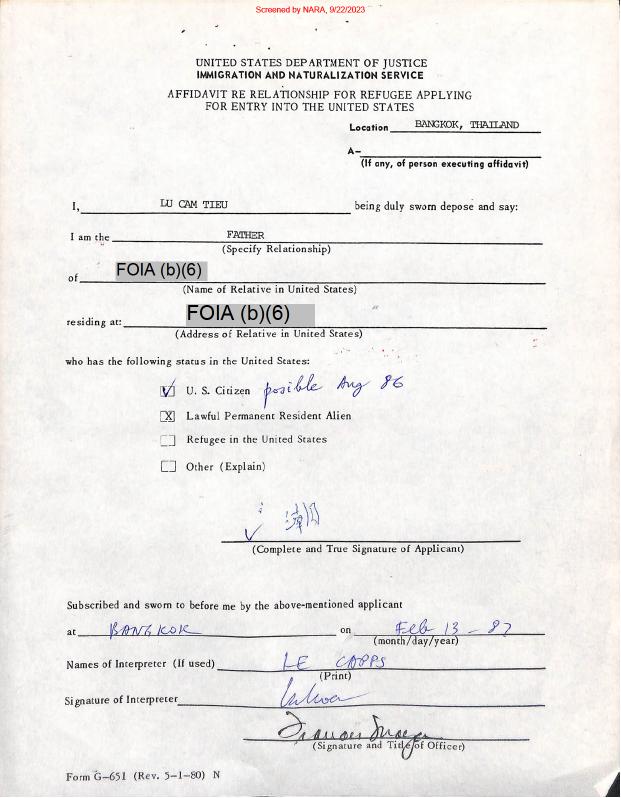 Screened by NARA, 9/22/2023
UNITED STATES DEPARTMENT OF JUSTICE
IMMIGRATION AND NATURALIZATION SERVICE
AFFIDAVIT RE RELATIONSHIP FOR REFUGEE APPLYING
FOR ENTRY INTO THE UNITED STATES
Location BANGKOK, THAILAND
A–
(If any, of person executing affidavit)
I, LU CAM TIEU being duly sworn depose and say:
I am the FATHER
(Specify Relationship)
of FOIA (b)(6)
(Name of Relative in United States)
residing at: FOIA (b)(6)
(Address of Relative in United States)
who has the following status in the United States:
U. S. Citizen posible Aug 86
X Lawful Permanent Resident Alien
Refugee in the United States
Other (Explain)
(Complete and True Signature of Applicant)
Subscribed and sworn to before me by the above-mentioned applicant
at BANGKOK on Feb 13 - 87
(month/day/year)
Names of Interpreter (If used) LE CAPPS
(Print)
Signature of Interpreter
(Signature and Title of Officer)
Form G–651 (Rev. 5–1–80) N